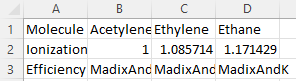 A B C D
1 Molecule Acetylene Ethylene Ethane
2 Ionization 1 1.085714 1.171429
3 Efficiency MadixAnd MadixAnd MadixAndK